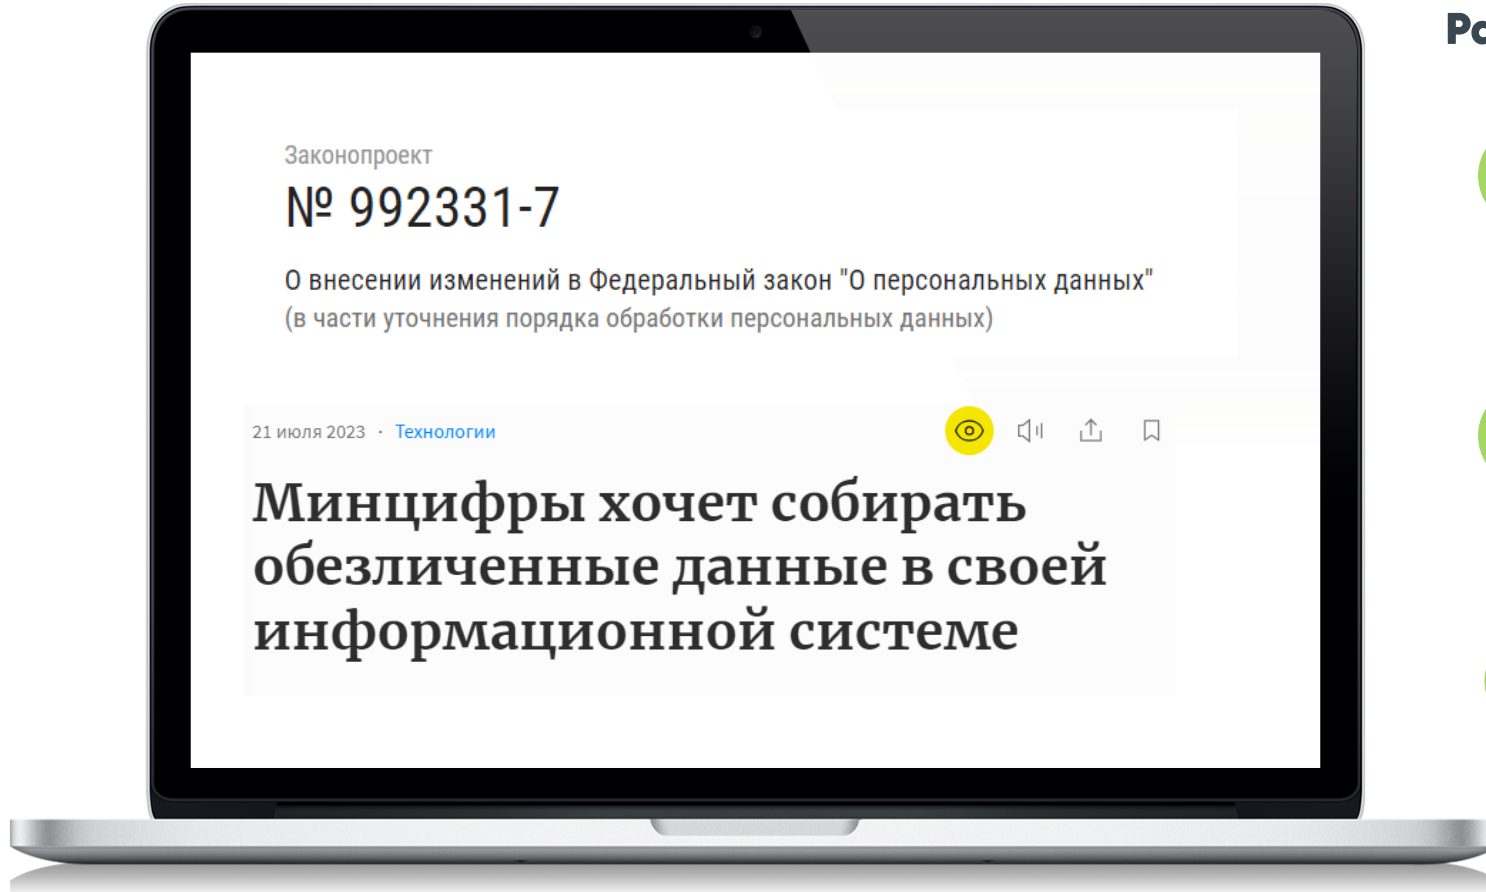 Законопроект
№ 992331-7
О внесении изменений в Федеральный закон "О персональных данных"
(в части уточнения порядка обработки персональных данных)
21 июля 2023 · Технологии
Минцифры хочет собирать
обезличенные данные в своей
информационной системе